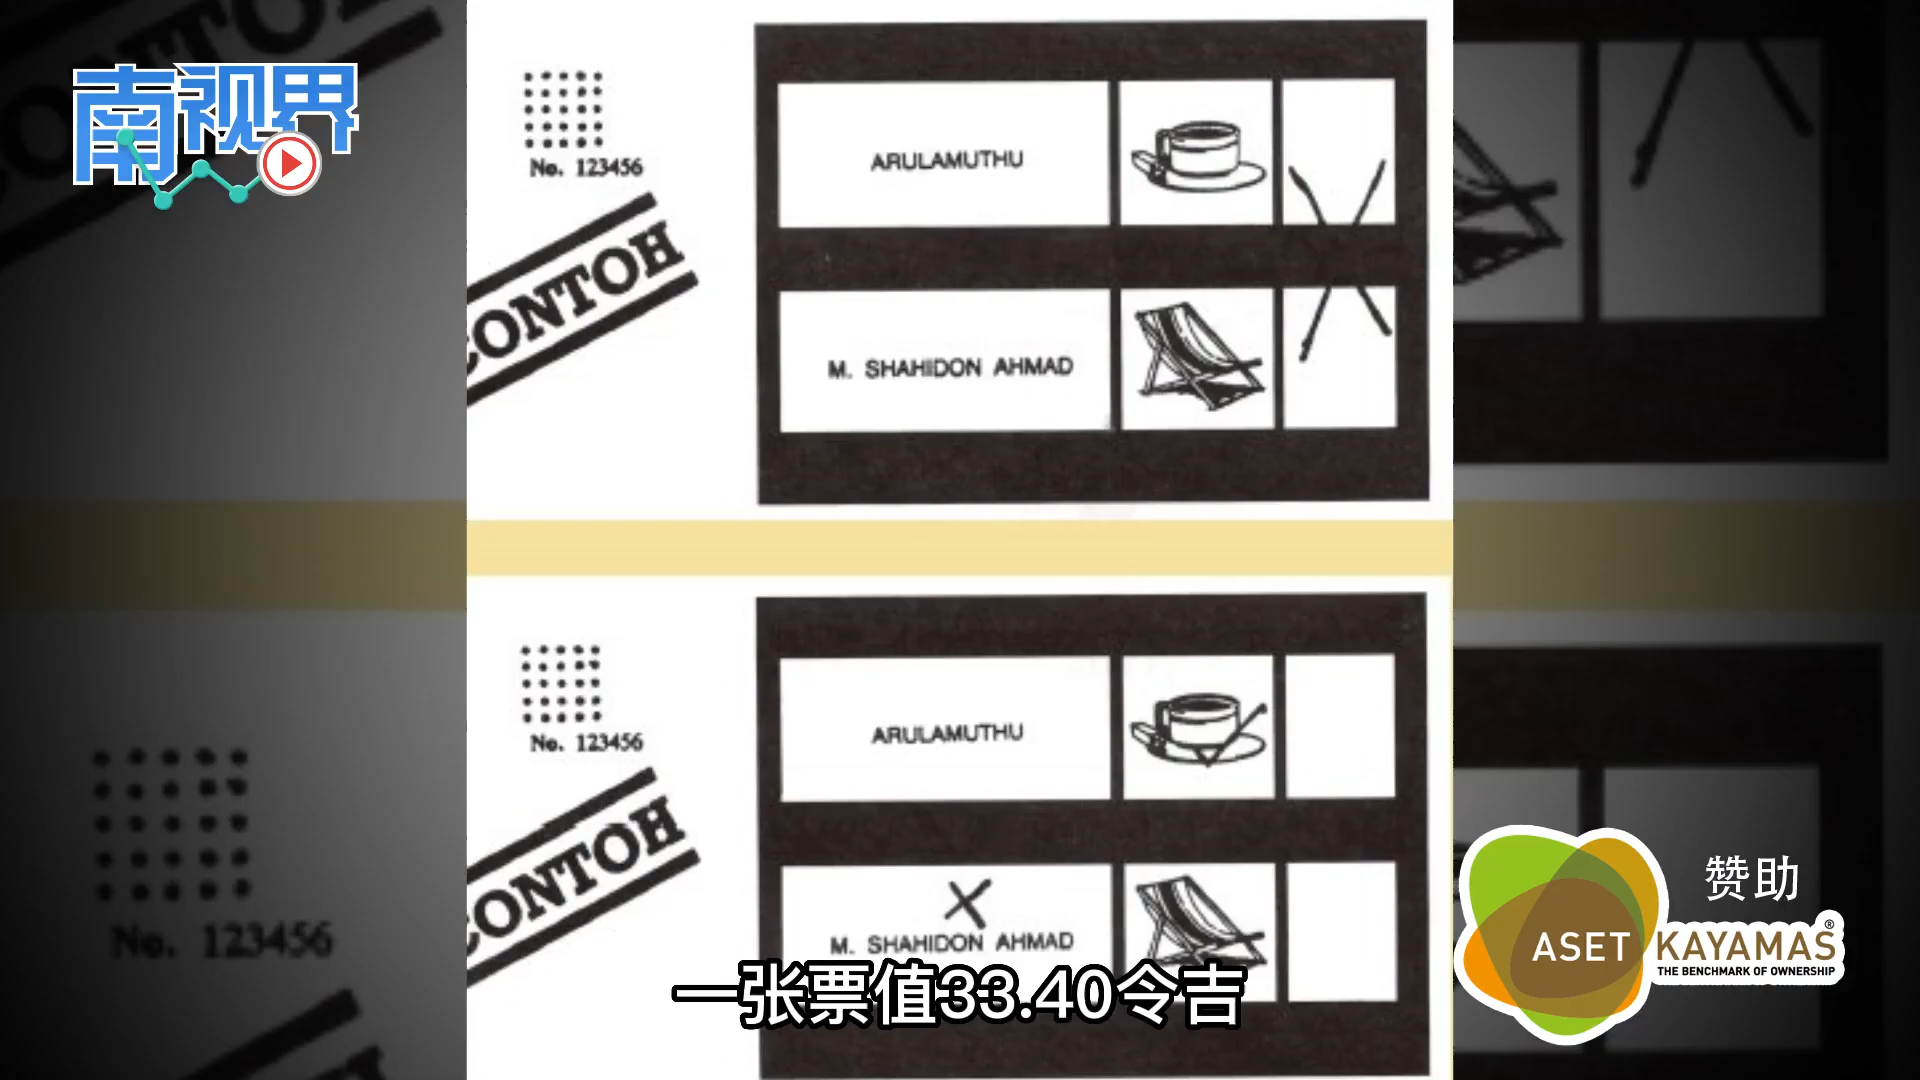 南视界
No. 123456
CONTOH
ARULAMUTHU
M. SHAHIDON AHMAD
No. 123456
CONTOH
ARULAMUTHU
M. SHAHIDON AHMAD
No. 123456
一张票值33.40令吉
赞助
ASET KAYAMAS®
THE BENCHMARK OF OWNERSHIP